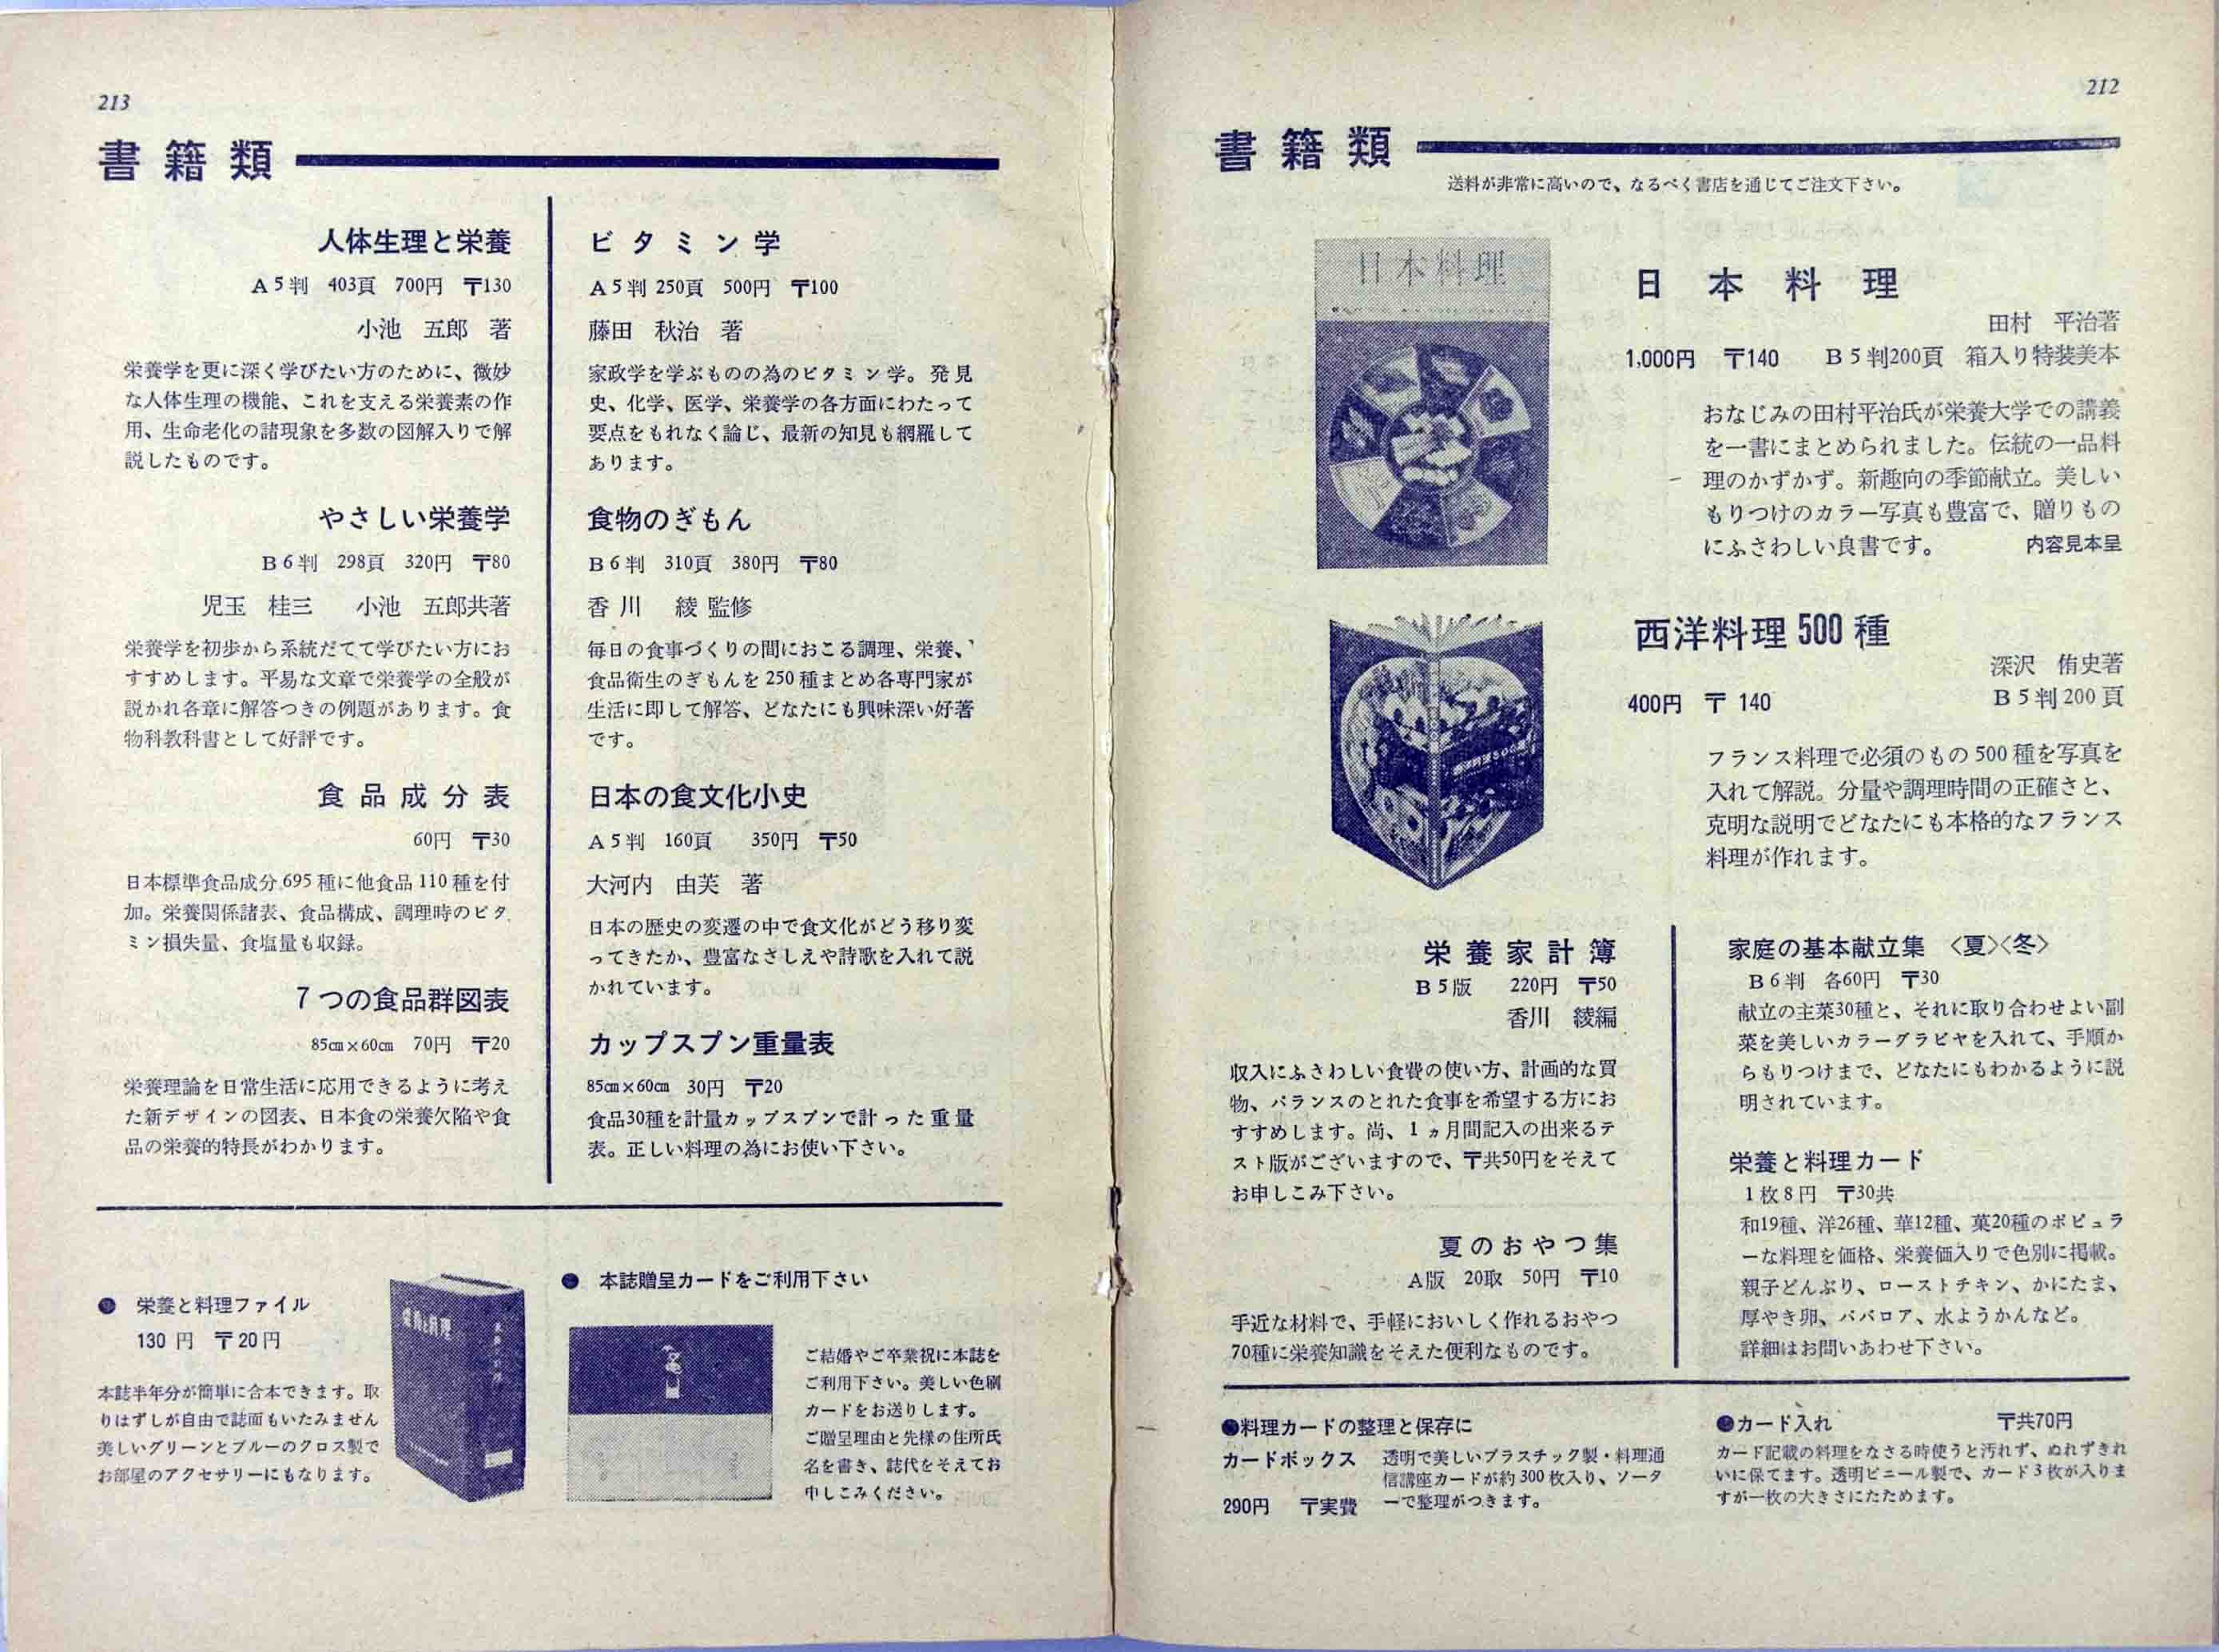 212
書籍類
送料が非常に高いので、なるべく書店を通じてご注文下さい。
日本料理
日本料理
田村　平治著
1,000円　〒140　B5判200頁　箱入り特装美本
おなじみの田村平治氏が栄養大学での講義
を一書にまとめられました。伝統の一品料
理のかずかず。新趣向の季節献立。美しい
もりつけのカラー写真も豊富で、贈りもの
にふさわしい良書です。　内容見本呈
西洋料理500種
深沢　侑史著
400円　〒140　B5判200頁
フランス料理で必須のもの500種を写真を
入れて解説。分量や調理時間の正確さと、
克明な説明でどなたにも本格的なフランス
料理が作れます。
栄養家計簿
B5版　220円　〒50
香川　綾編
収入にふさわしい食費の使い方、計画的な買
物、バランスのとれた食事を希望する方にお
すすめします。尚、1ヵ月間記入の出来るテ
スト版がございますので、〒共50円をそえて
お申しこみ下さい。
夏のおやつ集
A版　20取　50円　〒10
手近な材料で、手軽においしく作れるおやつ
70種に栄養知識をそえた便利なものです。
家庭の基本献立集　〈夏〉〈冬〉
B6判　各60円　〒30
献立の主菜30種と、それに取り合わせよい副
菜を美しいカラーグラビヤを入れて、手順か
らもりつけまで、どなたにもわかるように説
明されています。
栄養と料理カード
1枚8円　〒30共
和19種、洋26種、華12種、菓20種のポピュラ
ーな料理を価格、栄養価入りで色別に掲載。
親子どんぶり、ローストチキン、かにたま、
厚やき卵、ババロア、水ようかんなど。
詳細はお問いあわせ下さい。
●料理カードの整理と保存に
カードボックス
290円　〒実費
透明で美しいプラスチック製・料理通
信講座カードが約300枚入り、ソータ
ーで整理がつきます。
●カード入れ　〒共70円
カード記載の料理をなさる時使うと汚れず、ぬれずきれ
いに保てます。透明ビニール製で、カード3枚が入りま
すが一枚の大きさにたためます。
213
書籍類
人体生理と栄養
A5判　403頁　700円　〒130
小池　五郎　著
栄養学を更に深く学びたい方のために、微妙
な人体生理の機能、これを支える栄養素の作
用、生命老化の諸現象を多数の図解入りで解
説したものです。
やさしい栄養学
B6判　298頁　320円　〒80
児玉　桂三　小池　五郎共著
栄養学を初歩から系統だてて学びたい方にお
すすめします。平易な文章で栄養学の全般が
説かれ各章に解答つきの例題があります。食
物科教科書として好評です。
食品成分表
60円　〒30
日本標準食品成分695種に他食品110種を付
加。栄養関係諸表、食品構成、調理時のビタ
ミン損失量、食塩量も収録。
7つの食品群図表
85㎝×60㎝　70円　〒20
栄養理論を日常生活に応用できるように考え
た新デザインの図表、日本食の栄養欠陥や食
品の栄養的特長がわかります。
ビタミン学
A5判　250頁　500円　〒100
藤田　秋治　著
家政学を学ぶものの為のビタミン学。発見
史、化学、医学、栄養学の各方面にわたって
要点をもれなく論じ、最新の知見も網羅して
あります。
食物のぎもん
B6判　310頁　380円　〒80
香川　綾監修
毎日の食事づくりの間におこる調理、栄養、
食品衛生のぎもんを250種まとめ各専門家が
生活に即して解答、どなたにも興味深い好著
です。
日本の食文化小史
A5判　160頁　350円　〒50
大河内　由芙　著
日本の歴史の変遷の中で食文化がどう移り変
ってきたか、豊富なさしえや詩歌を入れて説
かれています。
カップスプン重量表
85㎝×60㎝　30円　〒20
食品30種を計量カップスプンで計った重量
表。正しい料理の為にお使い下さい。
●　栄養と料理ファイル
130円　〒20円
本誌半年分が簡単に合本できます。取
りはずしが自由で誌面もいたみません
美しいグリーンとブルーのクロス製で
お部屋のアクセサリーにもなります。
栄養と料理
●　本誌贈呈カードをご利用下さい
ご結婚やご卒業祝に本誌を
ご利用下さい。美しい色刷
カードをお送りします。
ご贈呈理由と先様の住所氏
名を書き、誌代をそえてお
申しこみください。